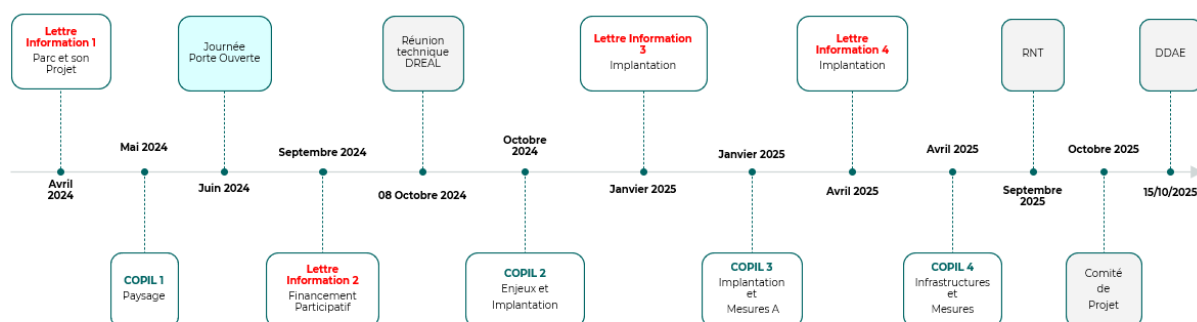 Lettre
Information 1
Parc et son
Projet
Journée
Porte Ouverte
Réunion
technique
DREAL
Lettre Information
3
Implantation
Lettre
Information 4
Implantation
RNT
DDAE
Mai 2024
Septembre 2024
Octobre
2024
Janvier 2025
Avril 2025
Octobre 2025
Avril
2024
Juin 2024
08 Octobre 2024
Janvier 2025
Avril 2025
Septembre
2025
15/10/2025
COPIL 1
Paysage
Lettre
Information 2
Financement
Participatif
COPIL 2
Enjeux et
Implantation
COPIL 3
Implantation
et
Mesures A
COPIL 4
Infrastructures
et
Mesures
Comité
de
Projet